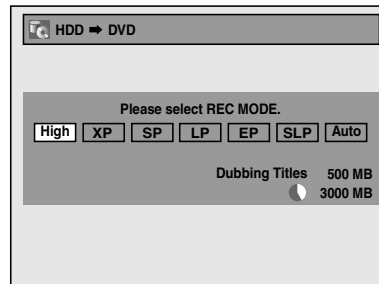 HDD ➡ DVD
Please select REC MODE.
High XP SP LP EP SLP Auto
Dubbing Titles 500 MB
3000 MB